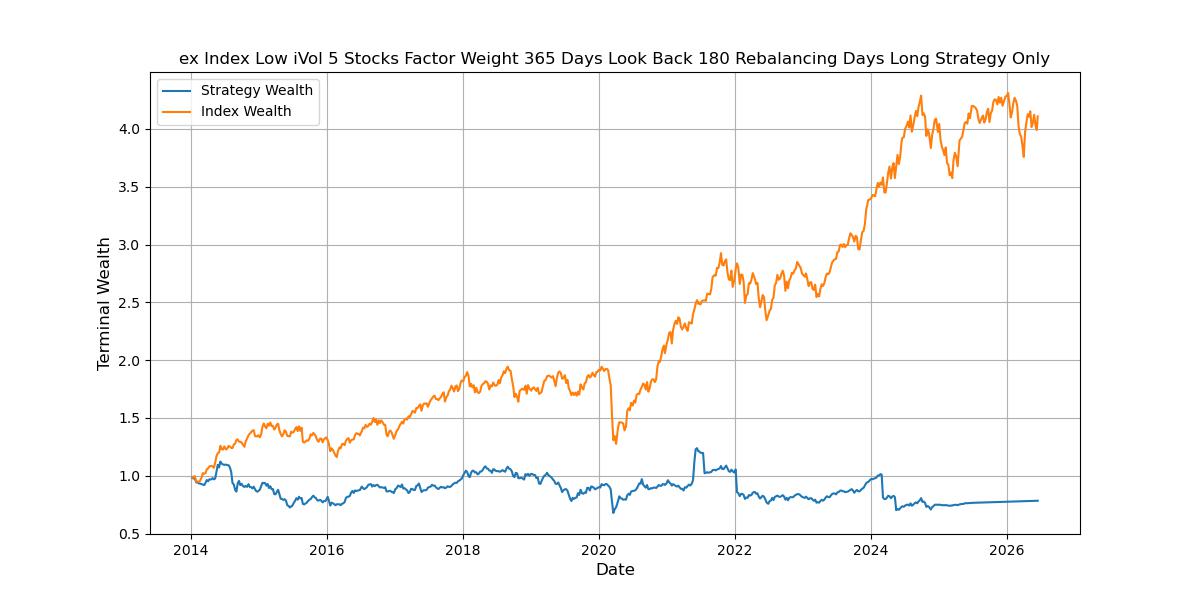 ex Index Low iVol 5 Stocks Factor Weight 365 Days Look Back 180 Rebalancing Days Long Strategy Only
Strategy Wealth
Index Wealth
Terminal Wealth
4.0
3.5
3.0
2.5
2.0
1.5
1.0
0.5
2014 2016 2018 2020 2022 2024 2026
Date